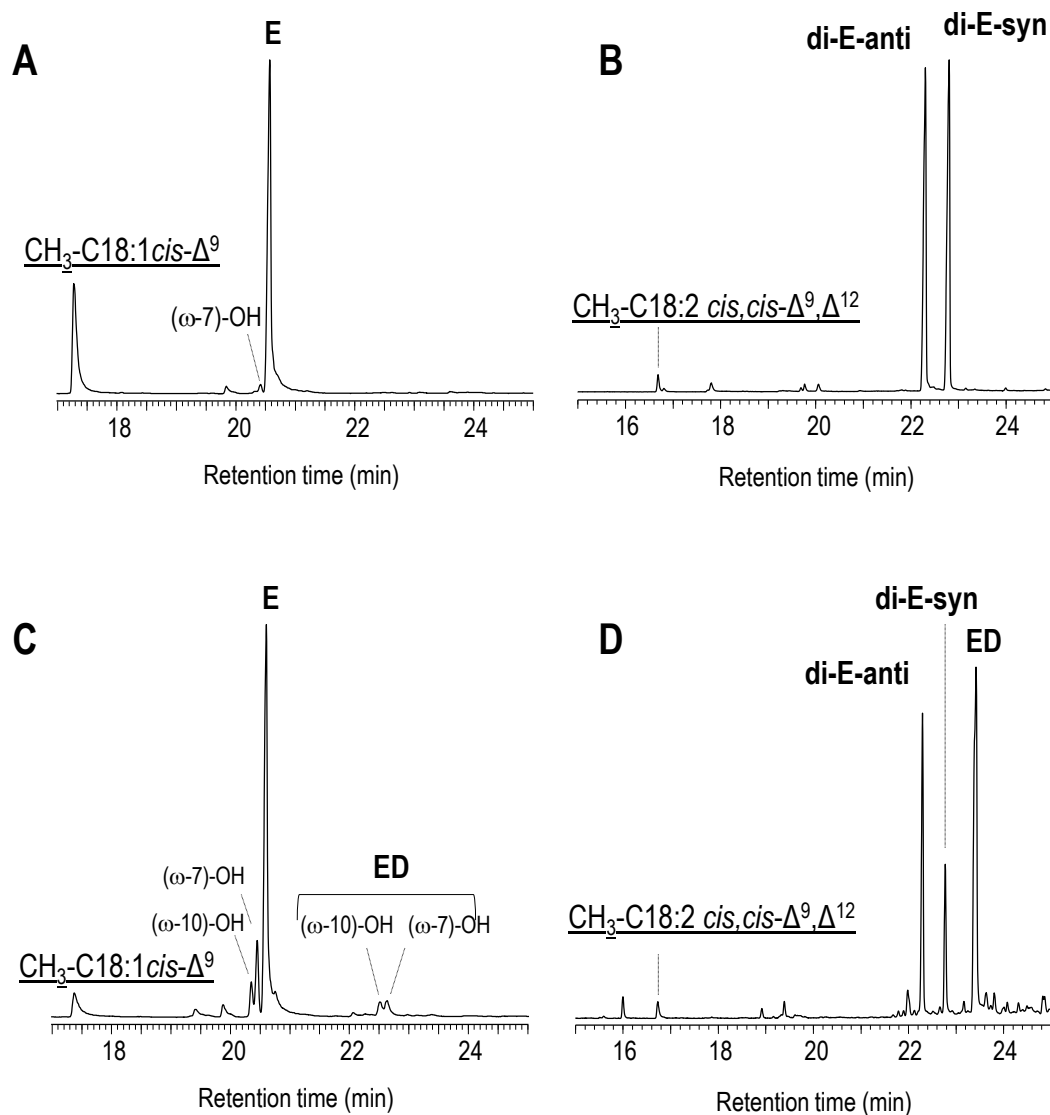 A
E
CH3-C18:1cis-Δ⁹
(ω-7)-OH
18 20 22 24
Retention time (min)
B
di-E-anti
di-E-syn
CH3-C18:2 cis,cis-Δ⁹,Δ¹²
16 18 20 22 24
Retention time (min)
C
E
(ω-7)-OH
(ω-10)-OH
CH3-C18:1cis-Δ⁹
ED
(ω-10)-OH
(ω-7)-OH
18 20 22 24
Retention time (min)
D
di-E-syn
ED
di-E-anti
CH3-C18:2 cis,cis-Δ⁹,Δ¹²
14 16 18 20 22 24
Retention time (min)